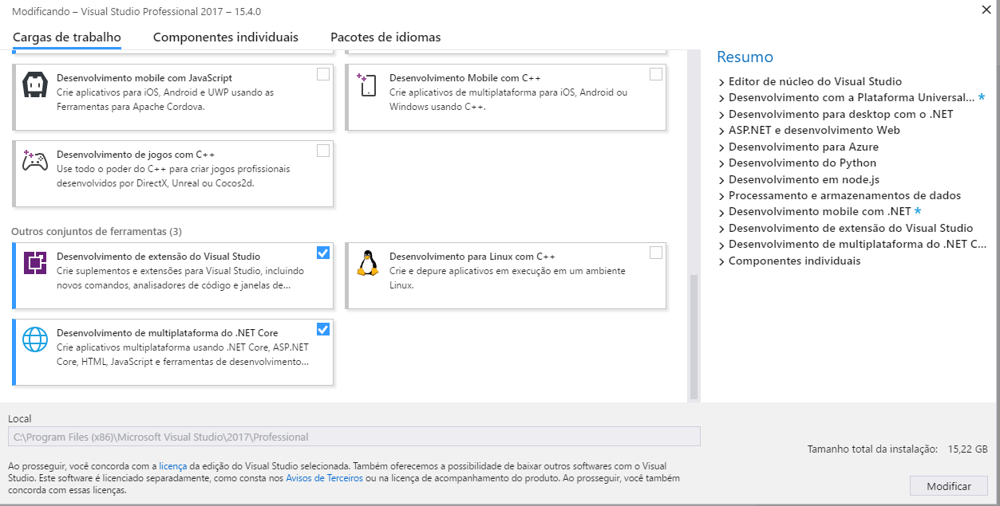 Modificando – Visual Studio Professional 2017 – 15.4.0
Cargas de trabalho
Componentes individuais
Pacotes de idiomas
Desenvolvimento mobile com JavaScript
Crie aplicativos para iOS, Android e UWP usando as
Ferramentas para Apache Cordova.
Desenvolvimento Mobile com C++
Crie aplicativos de multiplataforma para iOS, Android ou
Windows usando C++.
Desenvolvimento de jogos com C++
Use todo o poder do C++ para criar jogos profissionais
desenvolvidos por DirectX, Unreal ou Cocos2d.
Outros conjuntos de ferramentas (3)
Desenvolvimento de extensão do Visual Studio
Crie suplementos e extensões para Visual Studio, incluindo
novos comandos, analisadores de código e janelas de...
Desenvolvimento para Linux com C++
Crie e depure aplicativos em execução em um ambiente
Linux.
Desenvolvimento de multiplataforma do .NET Core
Crie aplicativos multiplataforma usando .NET Core, ASP.NET
Core, HTML, JavaScript e ferramentas de desenvolvimento...
Resumo
Editor de núcleo do Visual Studio
Desenvolvimento com a Plataforma Universal... *
Desenvolvimento para desktop com o .NET
ASP.NET e desenvolvimento Web
Desenvolvimento para Azure
Desenvolvimento do Python
Desenvolvimento em node.js
Processamento e armazenamentos de dados
Desenvolvimento mobile com .NET *
Desenvolvimento de extensão do Visual Studio
Desenvolvimento de multiplataforma do .NET C...
Componentes individuais
Local
C:\Program Files (x86)\Microsoft Visual Studio\2017\Professional
Tamanho total da instalação: 15,22 GB
Ao prosseguir, você concorda com a licença da edição do Visual Studio selecionada. Também oferecemos a possibilidade de baixar outros softwares com o Visual
Studio. Este software é licenciado separadamente, como consta nos Avisos de Terceiros ou na licença de acompanhamento do produto. Ao prosseguir, você também
concorda com essas licenças.
Modificar